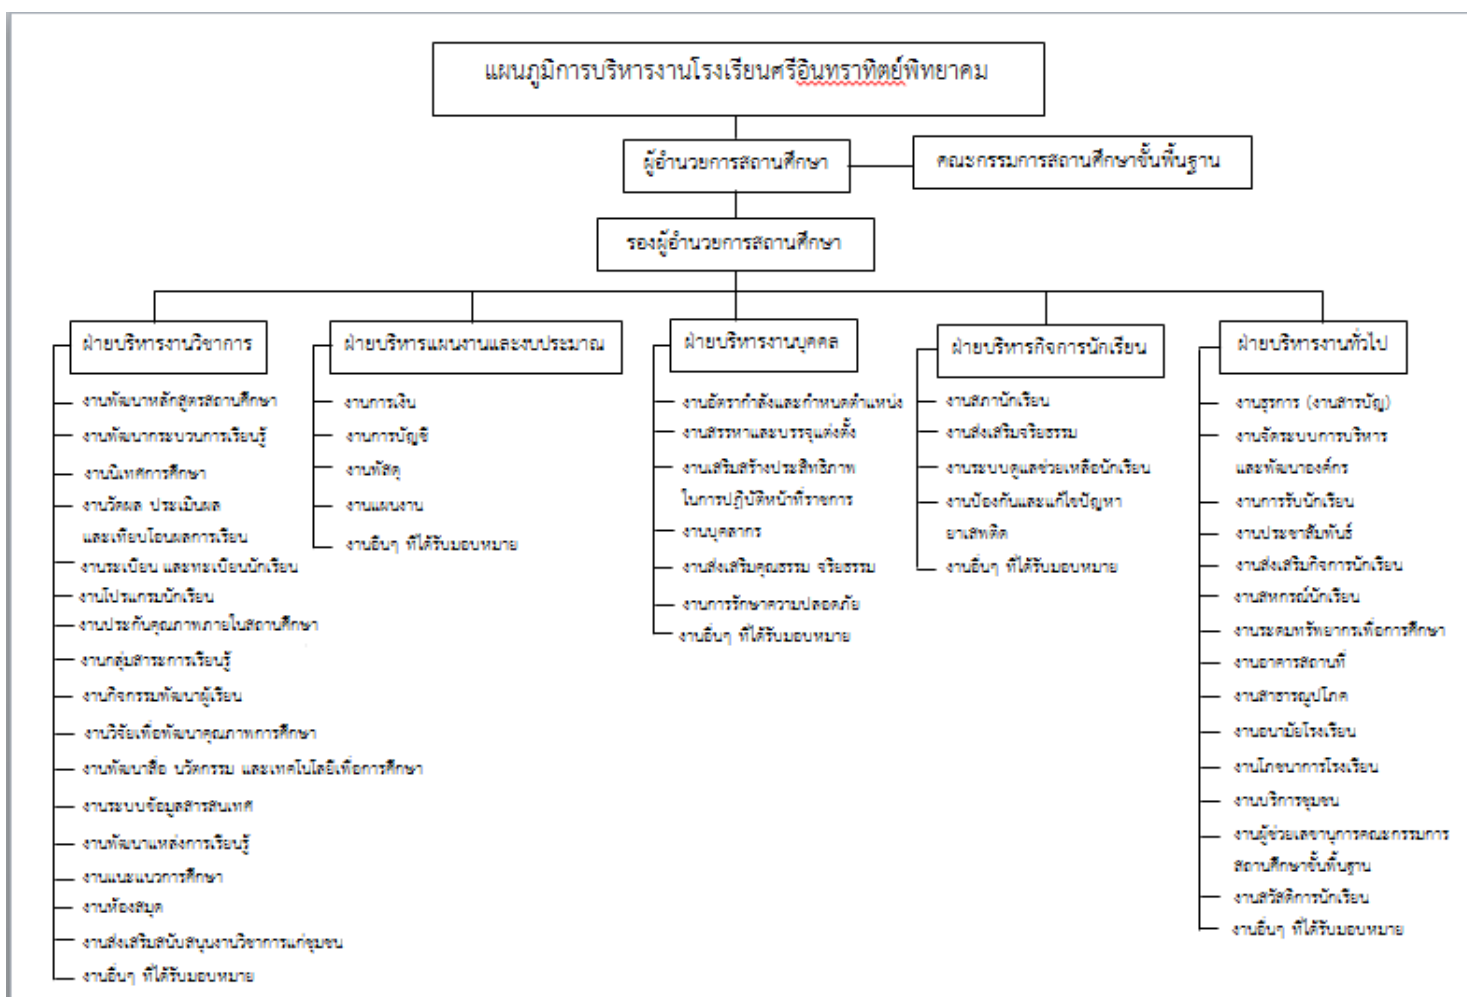 แผนภูมิการบริหารงานโรงเรียนศรีอินทราทิตย์พิทยาคม
ผู้อำนวยการสถานศึกษา
คณะกรรมการสถานศึกษาขั้นพื้นฐาน
รองผู้อำนวยการสถานศึกษา
ฝ่ายบริหารงานวิชาการ
งานพัฒนาหลักสูตรสถานศึกษา
งานพัฒนากระบวนการเรียนรู้
งานนิเทศการศึกษา
งานวัดผล ประเมินผล
และเทียบโอนผลการเรียน
งานระเบียน และทะเบียนนักเรียน
งานโปรแกรมนักเรียน
งานประกันคุณภาพภายในสถานศึกษา
งานกลุ่มสาระการเรียนรู้
งานกิจกรรมพัฒนาผู้เรียน
งานวิจัยเพื่อพัฒนาคุณภาพการศึกษา
งานพัฒนาสื่อ นวัตกรรม และเทคโนโลยีเพื่อการศึกษา
งานระบบข้อมูลสารสนเทศ
งานพัฒนาแหล่งการเรียนรู้
งานแนะแนวการศึกษา
งานห้องสมุด
งานส่งเสริมสนับสนุนงานวิชาการแก่ชุมชน
งานอื่นๆ ที่ได้รับมอบหมาย
ฝ่ายบริหารแผนงานและงบประมาณ
งานการเงิน
งานการบัญชี
งานพัสดุ
งานแผนงาน
งานอื่นๆ ที่ได้รับมอบหมาย
ฝ่ายบริหารงานบุคคล
งานอัตรากำลังและกำหนดตำแหน่ง
งานสรรหาและบรรจุแต่งตั้ง
งานเสริมสร้างประสิทธิภาพ
ในการปฏิบัติหน้าที่ราชการ
งานบุคลากร
งานส่งเสริมคุณธรรม จริยธรรม
งานการรักษาความปลอดภัย
งานอื่นๆ ที่ได้รับมอบหมาย
ฝ่ายบริหารกิจการนักเรียน
งานสภานักเรียน
งานส่งเสริมจริยธรรม
งานระบบดูแลช่วยเหลือนักเรียน
งานป้องกันและแก้ไขปัญหา
ยาเสพติด
งานอื่นๆ ที่ได้รับมอบหมาย
ฝ่ายบริหารงานทั่วไป
งานธุรการ (งานสารบัญ)
งานจัดระบบการบริหาร
และพัฒนาองค์กร
งานการรับนักเรียน
งานประชาสัมพันธ์
งานส่งเสริมกิจการนักเรียน
งานสหกรณ์นักเรียน
งานระดมทรัพยากรเพื่อการศึกษา
งานอาคารสถานที่
งานสาธารณูปโภค
งานอนามัยโรงเรียน
งานโภชนาการโรงเรียน
งานบริการชุมชน
งานผู้ช่วยเลขานุการคณะกรรมการ
สถานศึกษาขั้นพื้นฐาน
งานสวัสดิการนักเรียน
งานอื่นๆ ที่ได้รับมอบหมาย